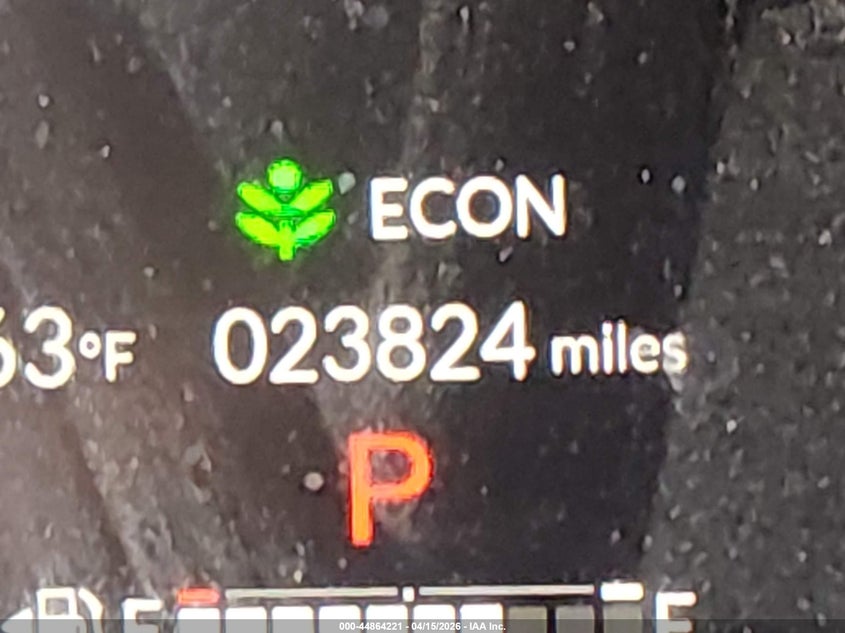 ECON
63°F 023824 miles
P
E F
000-44864221 - 04/15/2026 - IAA Inc.